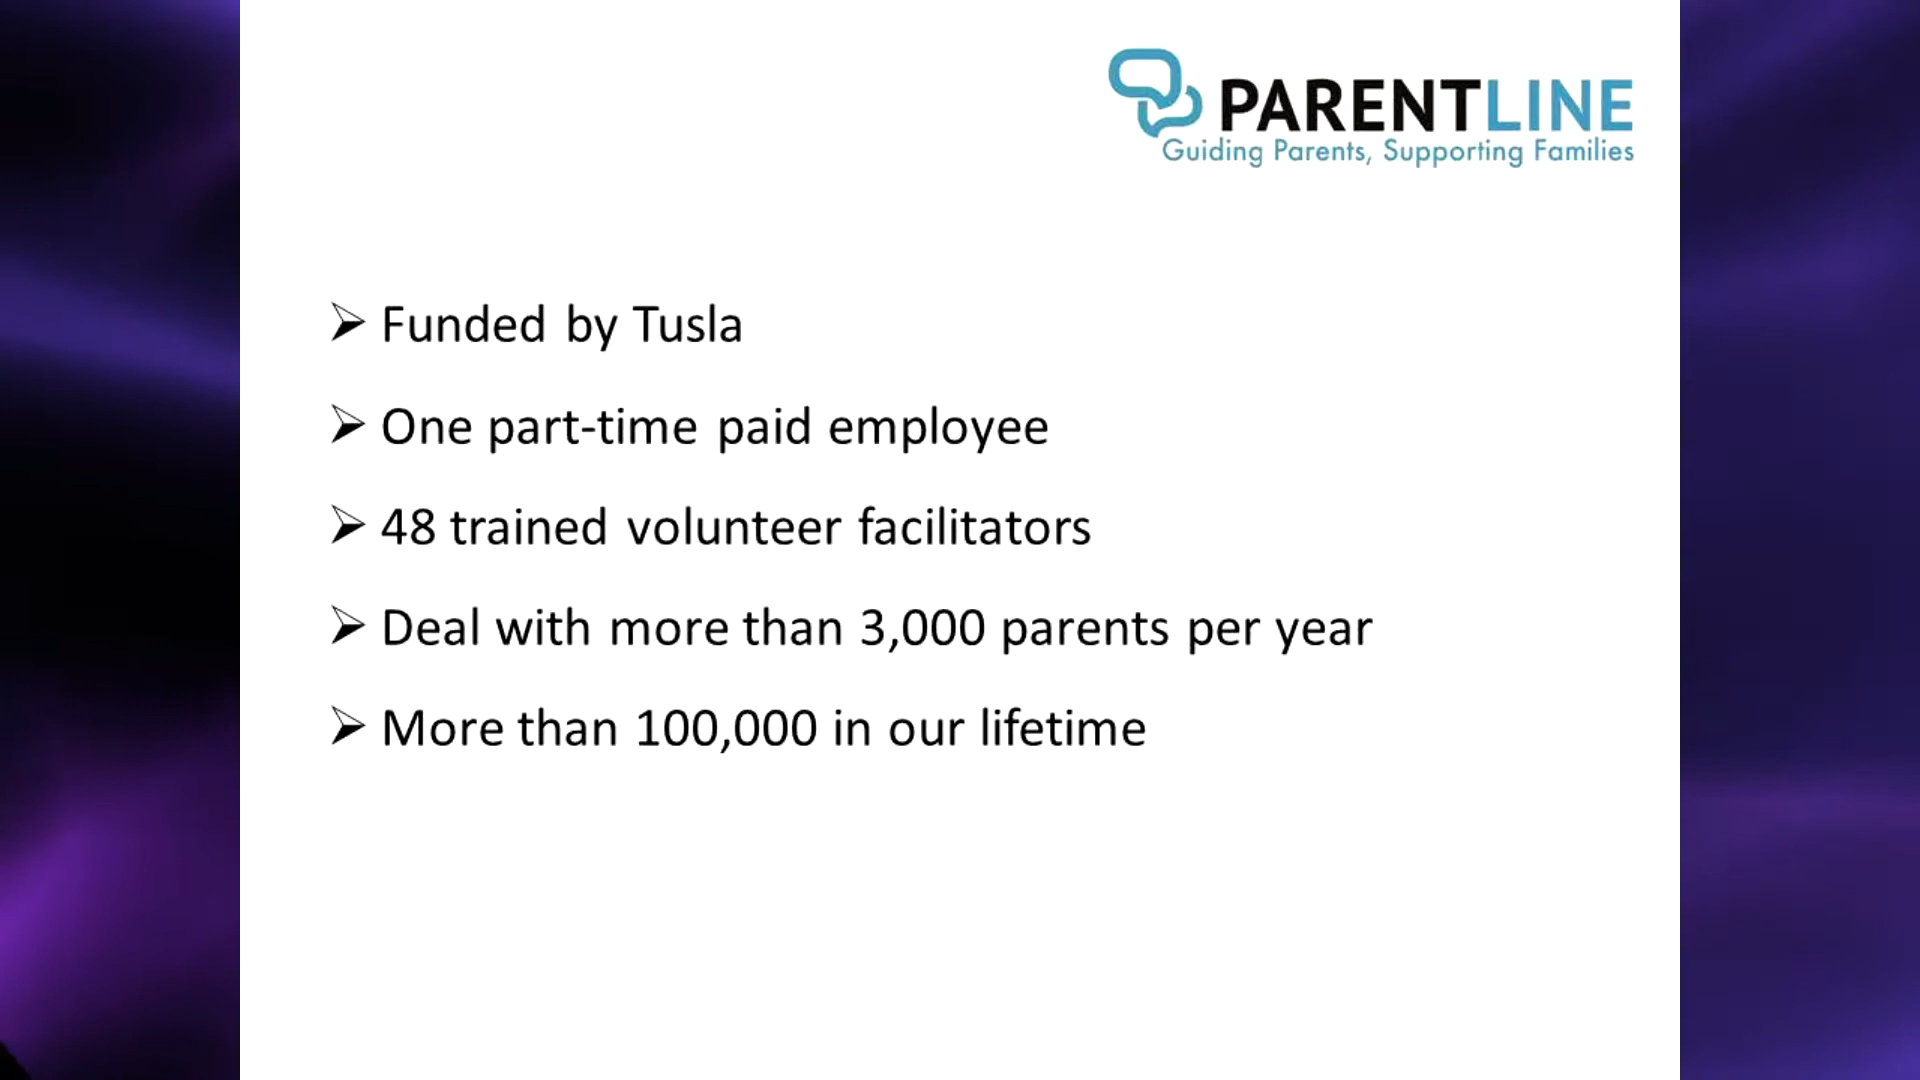 PARENTLINE
Guiding Parents, Supporting Families
Funded by Tusla
One part-time paid employee
48 trained volunteer facilitators
Deal with more than 3,000 parents per year
More than 100,000 in our lifetime